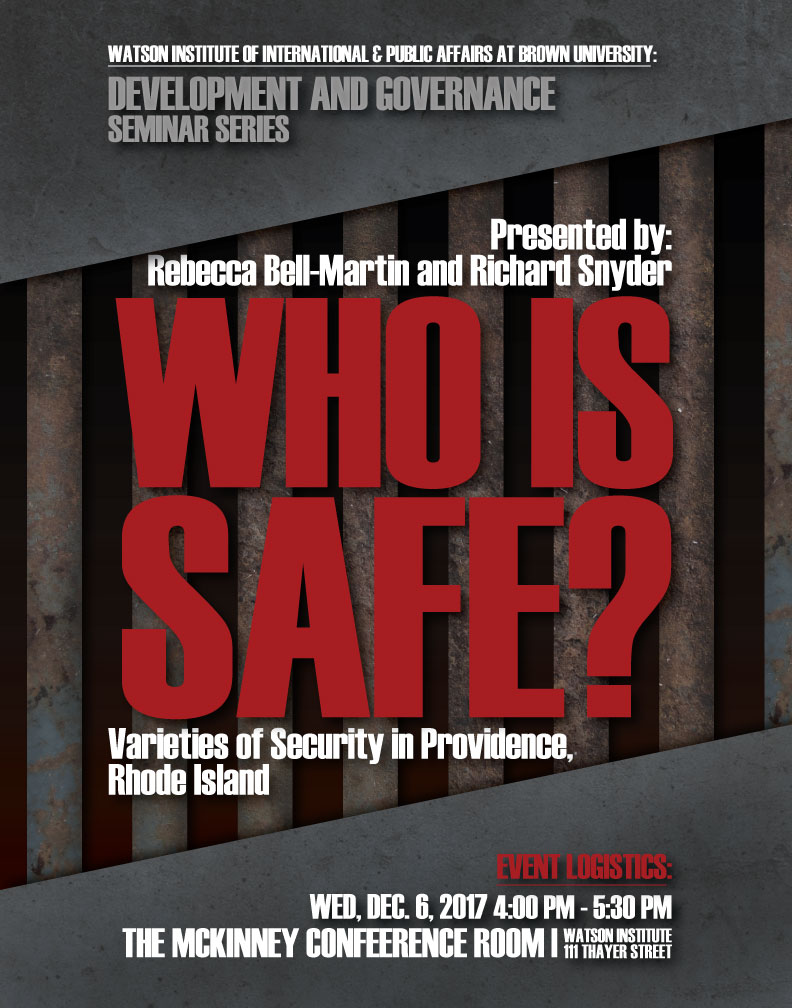 WATSON INSTITUTE OF INTERNATIONAL & PUBLIC AFFAIRS AT BROWN UNIVERSITY:
DEVELOPMENT AND GOVERNANCE
SEMINAR SERIES
Presented by:
Rebecca Bell-Martin and Richard Snyder
WHO IS
SAFE?
Varieties of Security in Providence,
Rhode Island
EVENT LOGISTICS:
WED, DEC. 6, 2017 4:00 PM - 5:30 PM
THE MCKINNEY CONFEERENCE ROOM |
WATSON INSTITUTE
111 THAYER STREET